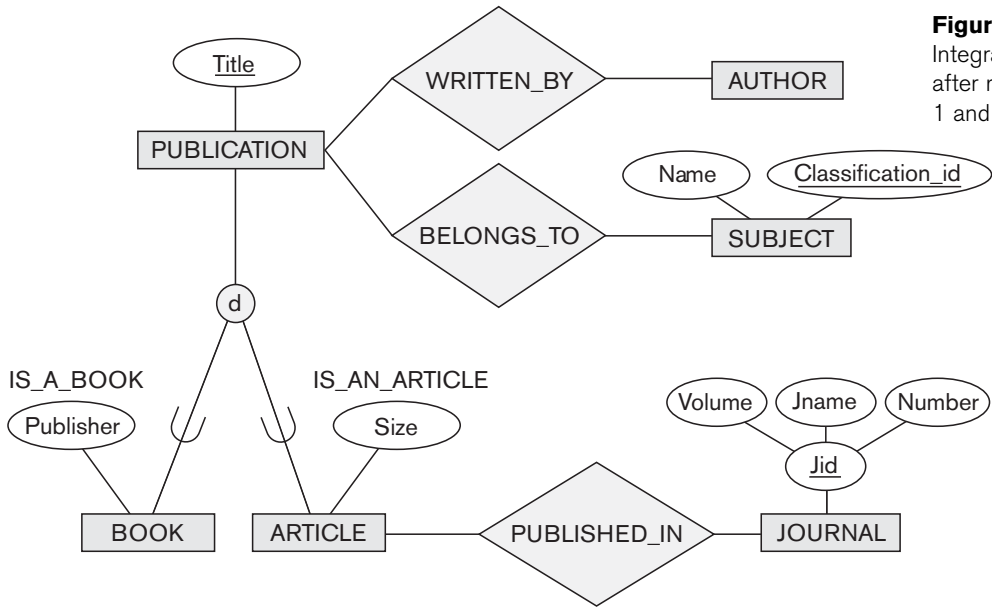 Figur
Integra
after n
1 and
Title
WRITTEN_BY
AUTHOR
PUBLICATION
Name
Classification_id
BELONGS_TO
SUBJECT
d
IS_A_BOOK
IS_AN_ARTICLE
Publisher
Size
Volume
Jname
Number
Jid
BOOK
ARTICLE
PUBLISHED_IN
JOURNAL